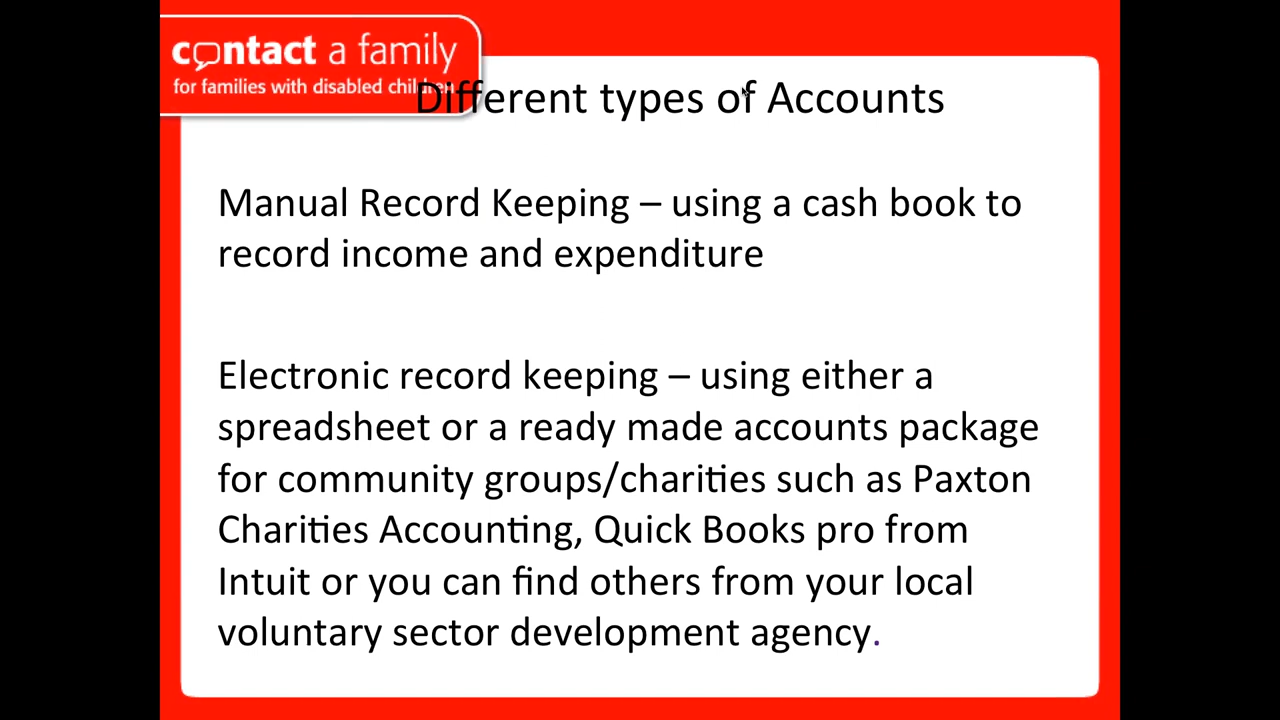 contact a family
for families with disabled children
Different types of Accounts
Manual Record Keeping – using a cash book to
record income and expenditure
Electronic record keeping – using either a
spreadsheet or a ready made accounts package
for community groups/charities such as Paxton
Charities Accounting, Quick Books pro from
Intuit or you can find others from your local
voluntary sector development agency.